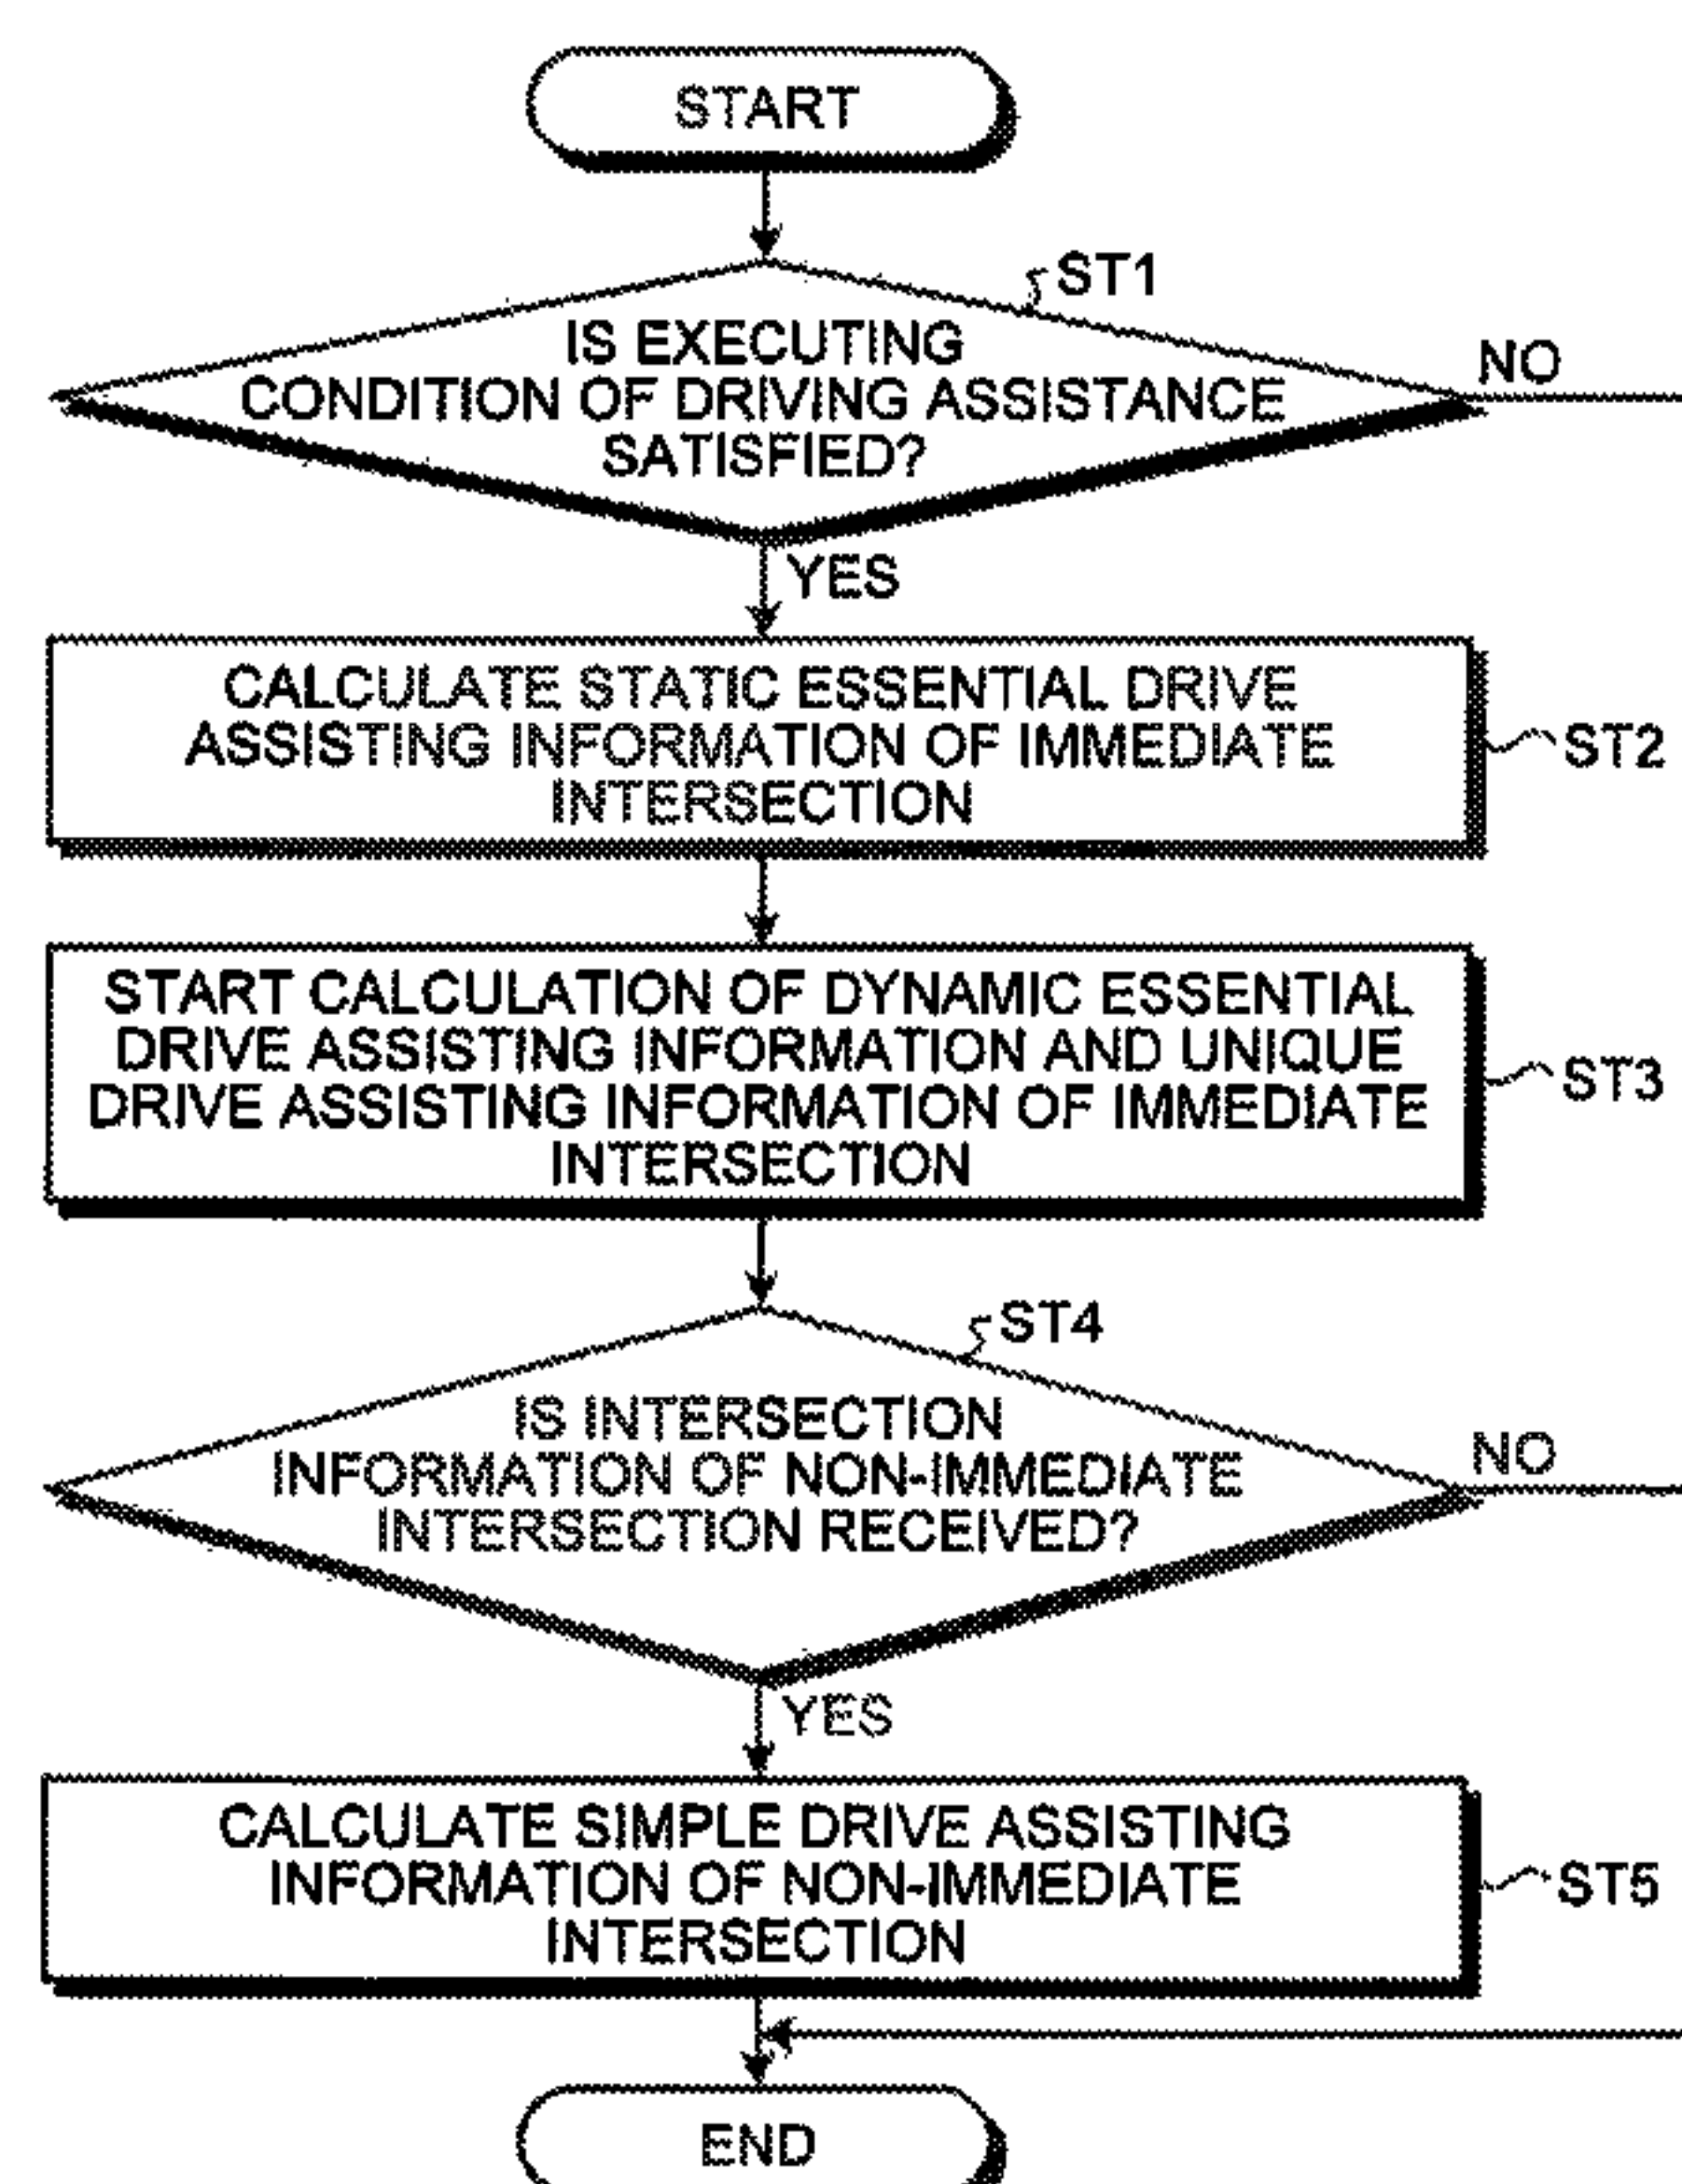 START
ST1
IS EXECUTING
CONDITION OF DRIVING ASSISTANCE
SATISFIED?
NO
YES
CALCULATE STATIC ESSENTIAL DRIVE
ASSISTING INFORMATION OF IMMEDIATE
INTERSECTION
ST2
START CALCULATION OF DYNAMIC ESSENTIAL
DRIVE ASSISTING INFORMATION AND UNIQUE
DRIVE ASSISTING INFORMATION OF IMMEDIATE
INTERSECTION
ST3
ST4
IS INTERSECTION
INFORMATION OF NON-IMMEDIATE
INTERSECTION RECEIVED?
NO
YES
CALCULATE SIMPLE DRIVE ASSISTING
INFORMATION OF NON-IMMEDIATE
INTERSECTION
ST5
END